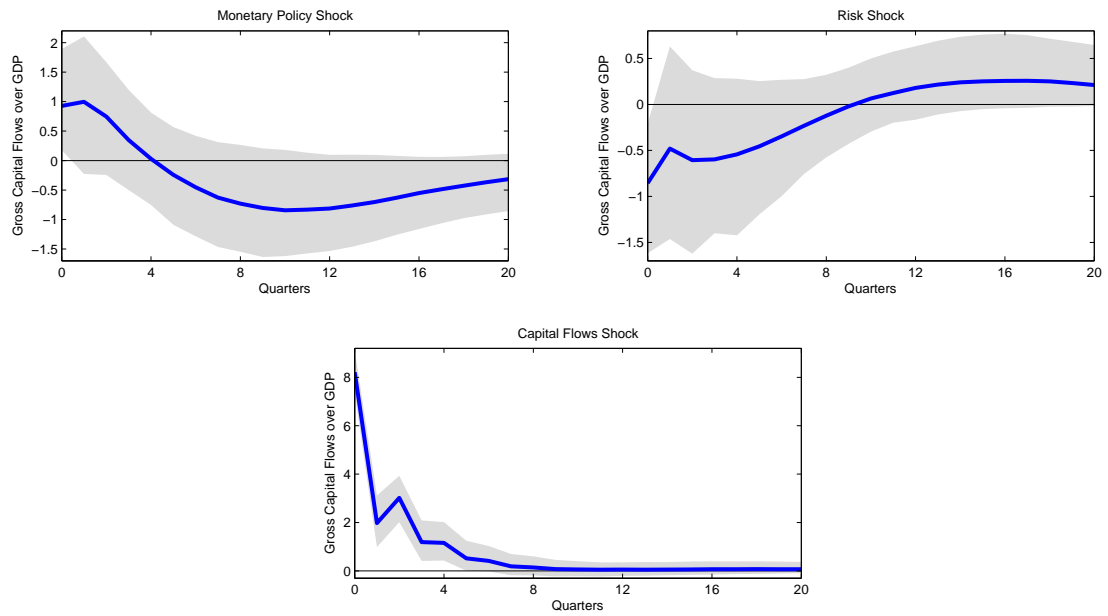 Monetary Policy Shock
Gross Capital Flows over GDP
2
1.5
1
0.5
0
−0.5
−1
−1.5
0 4 8 12 16 20
Quarters
Risk Shock
Gross Capital Flows over GDP
0.5
0
−0.5
−1
−1.5
0 4 8 12 16 20
Quarters
Capital Flows Shock
Gross Capital Flows over GDP
8
6
4
2
0
0 4 8 12 16 20
Quarters